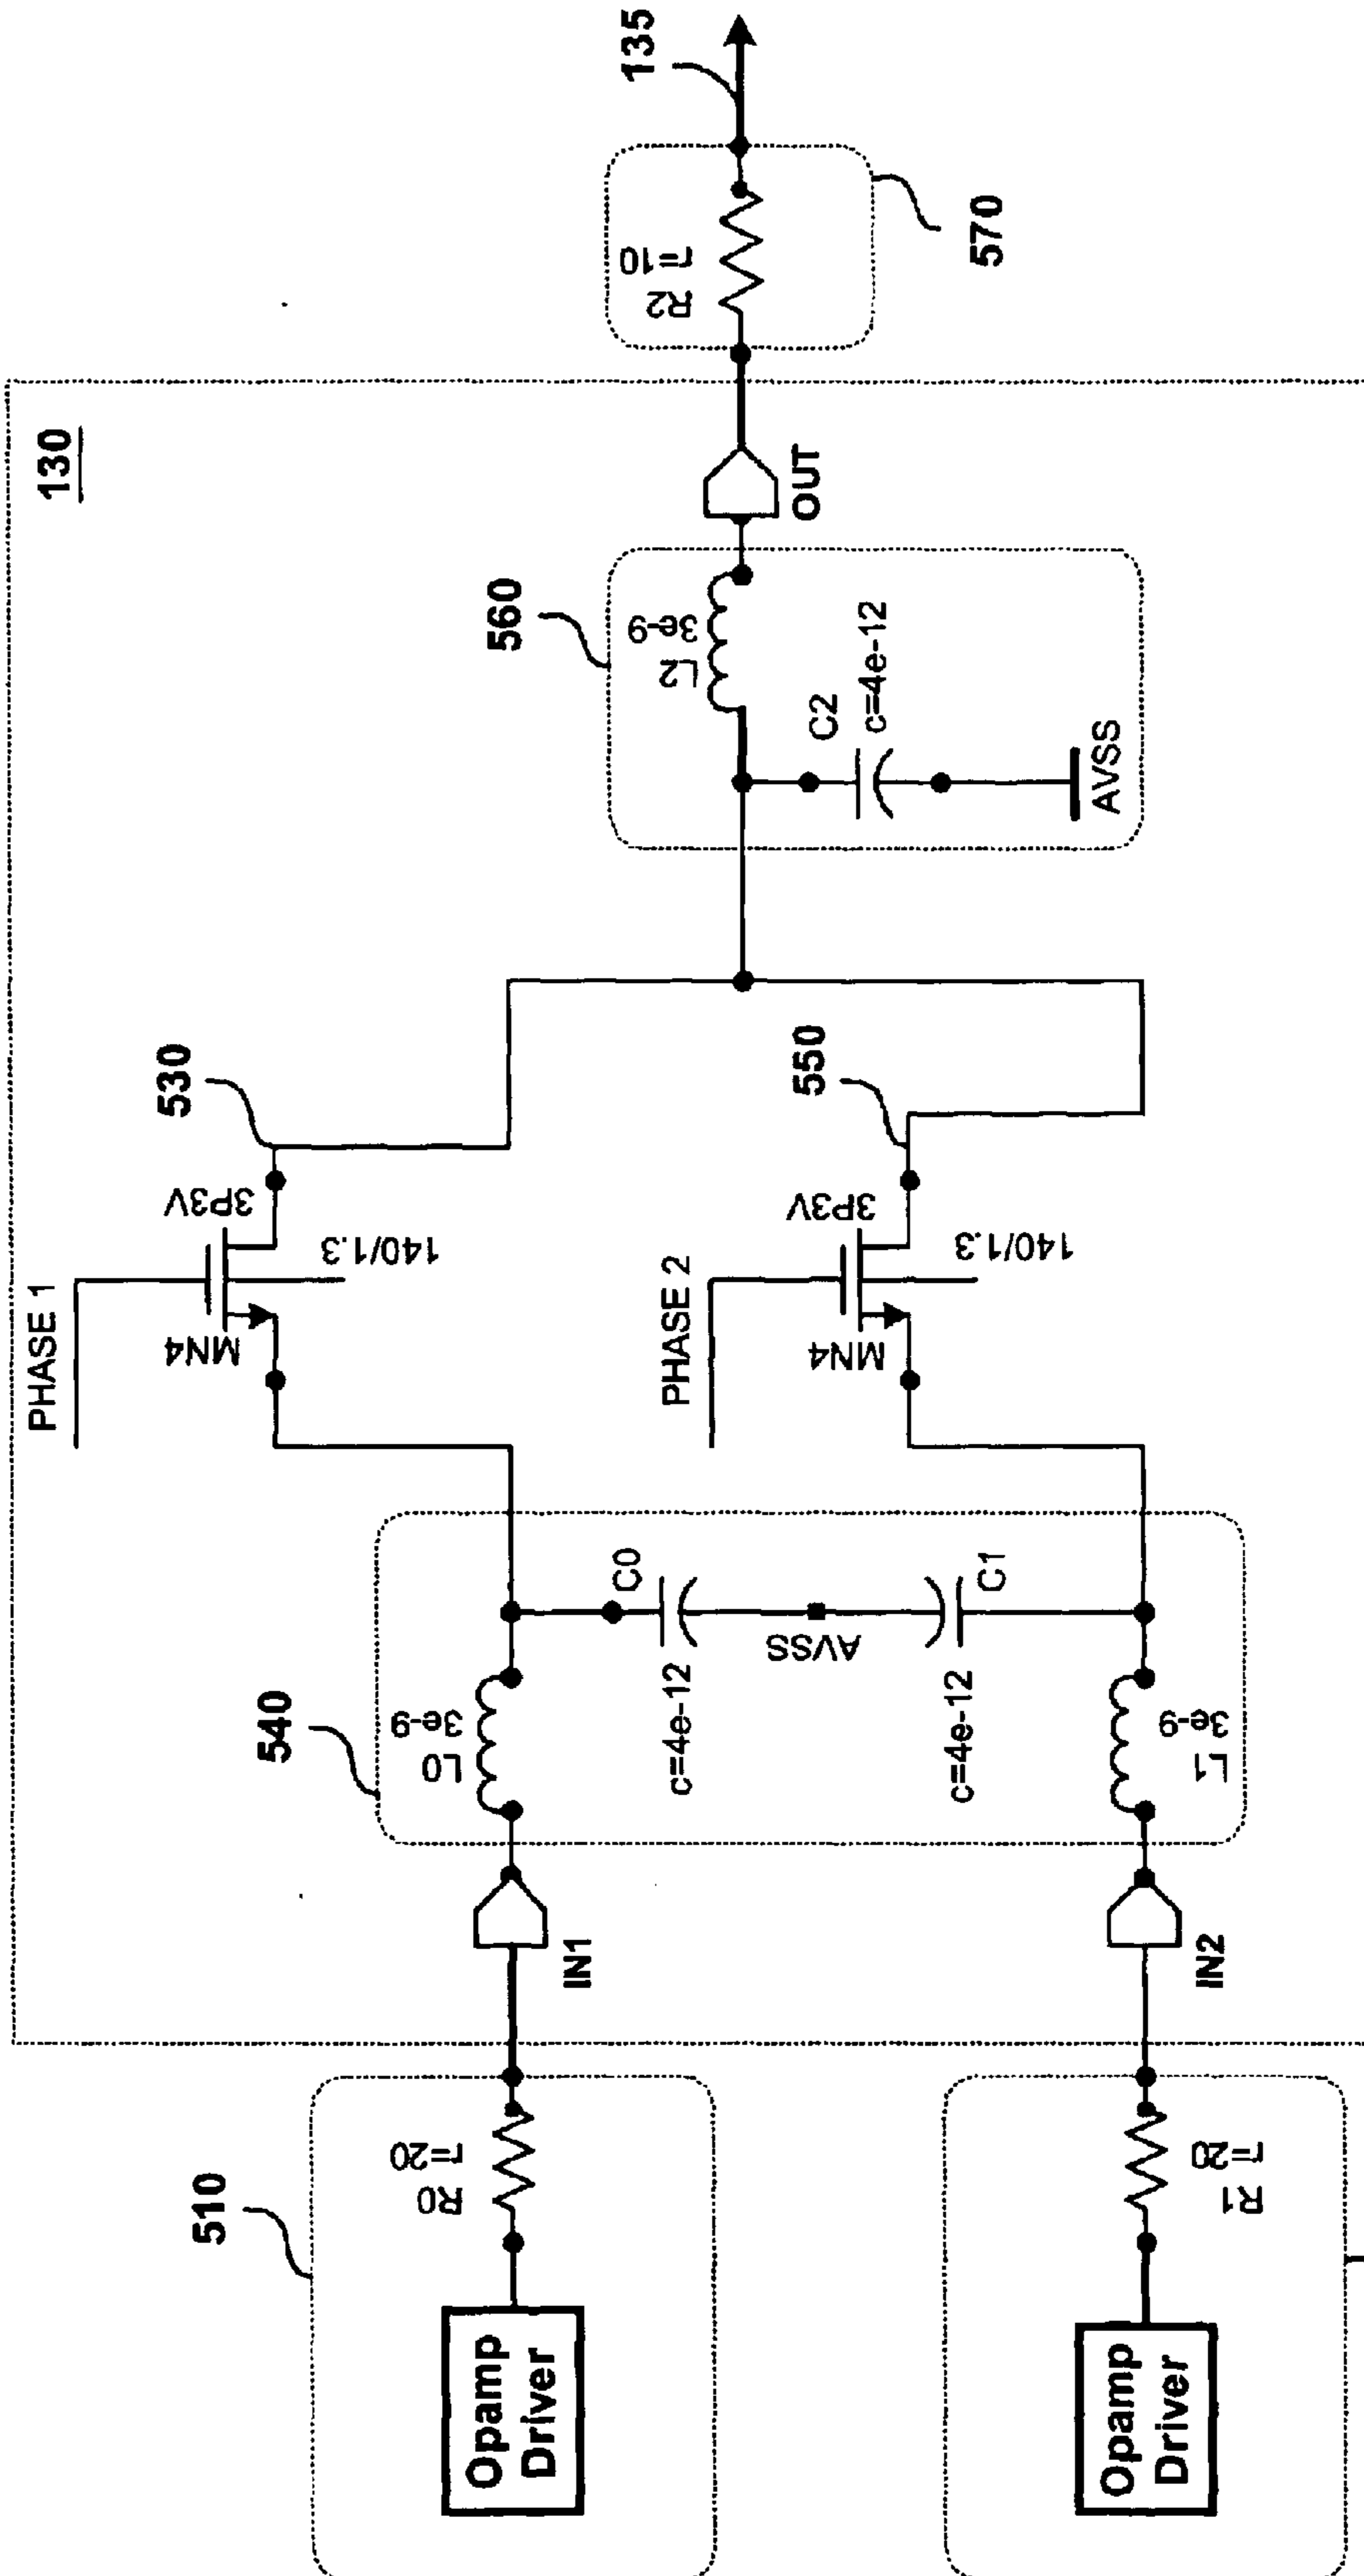 130
510
Opamp
Driver
R0
r=20
IN1
540
L0
3e-9
C0
c=4e-12
AVSS
C1
c=4e-12
L1
3e-9
PHASE 1
MN4
3P3V
140/1.3
530
PHASE 2
MN4
3P3V
140/1.3
550
560
L2
3e-9
C2
c=4e-12
AVSS
OUT
R2
r=10
570
135
Opamp
Driver
R1
r=20
IN2